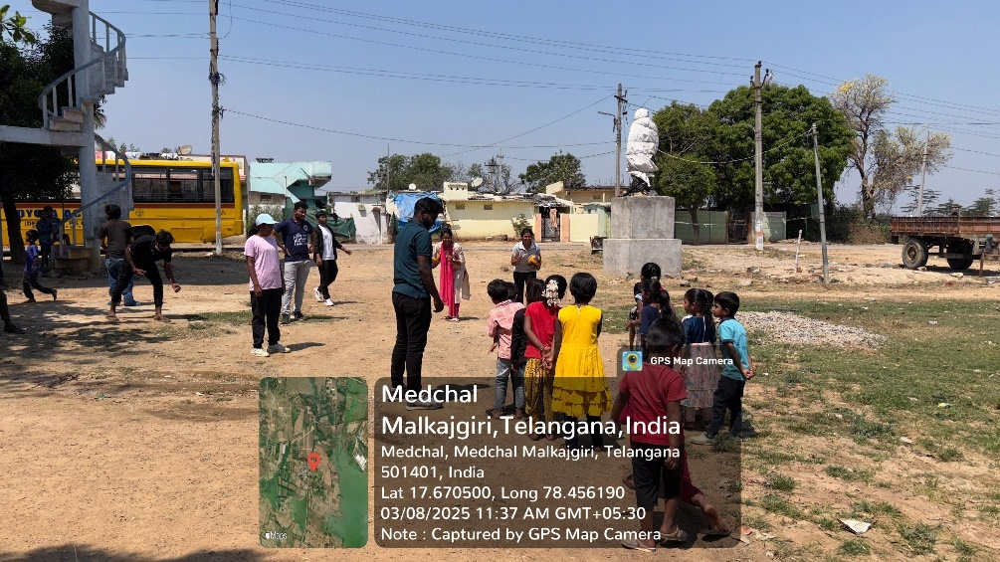 GPS Map Camera
Medchal
Malkajgiri,Telangana,India
Medchal, Medchal Malkajgiri, Telangana
501401, India
Lat 17.670500, Long 78.456190
03/08/2025 11:37 AM GMT+05:30
Note : Captured by GPS Map Camera
Maps